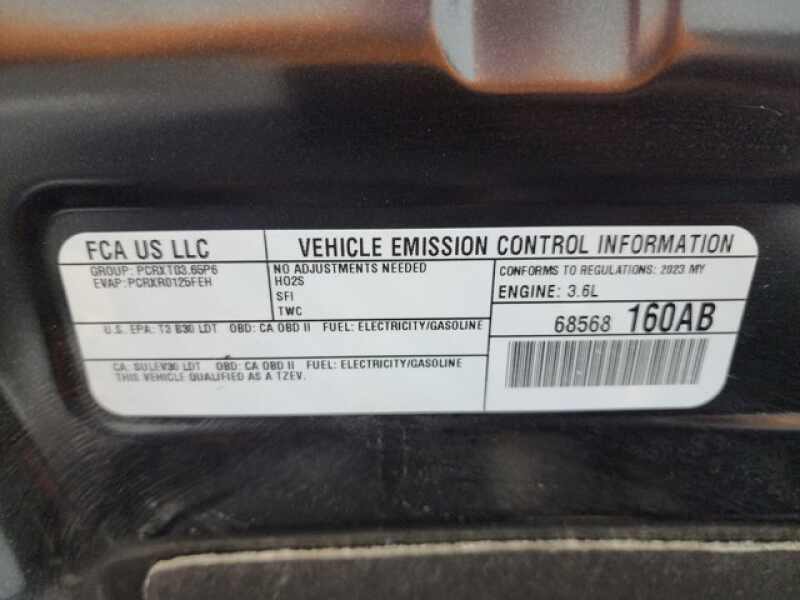 FCA US LLC
VEHICLE EMISSION CONTROL INFORMATION
GROUP: PCRXT03.65P6
EVAP:PCRXR0125FEH
NO ADJUSTMENTS NEEDED
HO2S
SFI
TWC
CONFORMS TO REGULATIONS: 2023 MY
ENGINE: 3.6L
68568 160AB
U.S. EPA: T3 B30 LDT OBD: CA OBD II FUEL: ELECTRICITY/GASOLINE
CA: SULEV30 LDT OBD: CA OBD II FUEL: ELECTRICITY/GASOLINE
THIS VEHICLE QUALIFIED AS A TZEV.